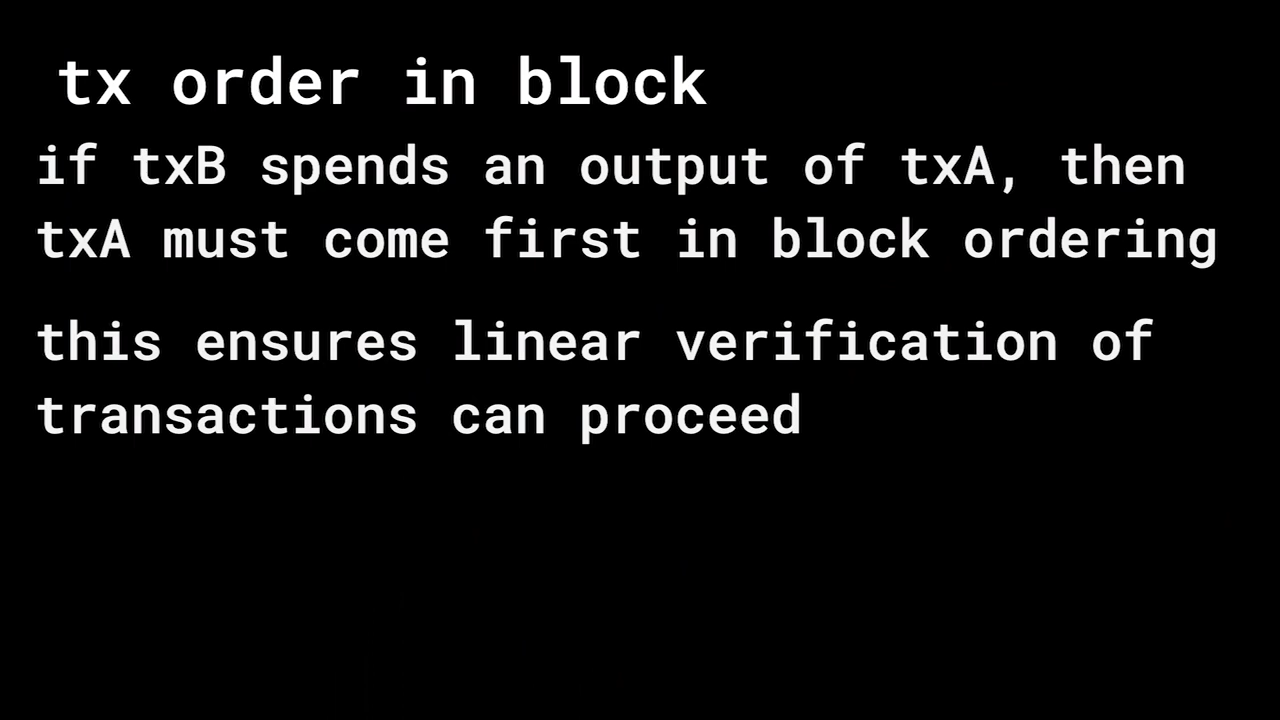 tx order in block
if txB spends an output of txA, then
txA must come first in block ordering
this ensures linear verification of
transactions can proceed